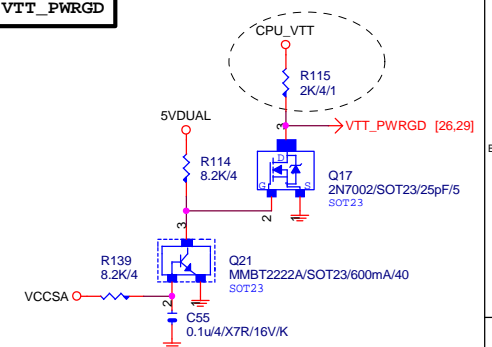 VTT_PWRGD
CPU_VTT
R115
2K/4/1
5VDUAL
3
VTT_PWRGD [26,29]
R114
8.2K/4
D
G
S
Q17
2N7002/SOT23/25pF/5
SOT23
2
1
3
R139
8.2K/4
Q21
MMBT2222A/SOT23/600mA/40
SOT23
VCCSA
2
1
C55
0.1u/4/X7R/16V/K
E